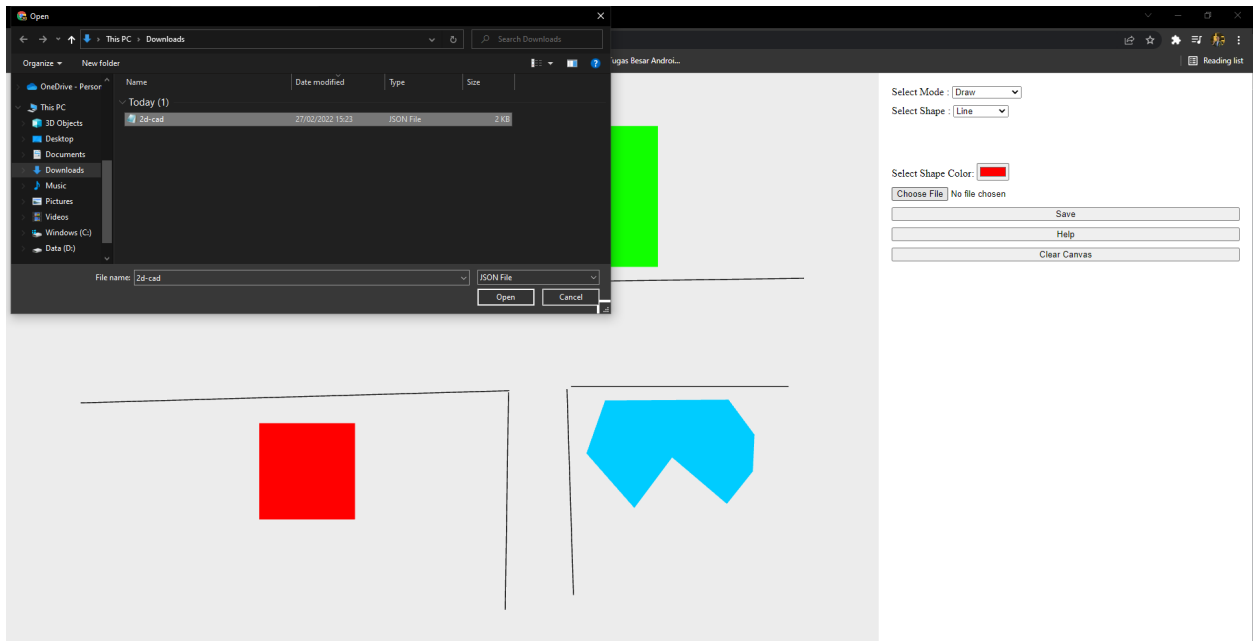 Open
This PC > Downloads
Search Downloads
Organize
New folder
ugas Besar Androi...
Reading list
OneDrive - Person
This PC
3D Objects
Desktop
Documents
Downloads
Music
Pictures
Videos
Windows (C:)
Data (D:)
Name Date modified Type Size
Today (1)
2d-cad 27/02/2022 15:23 JSON File 2 KB
File name: 2d-cad JSON File
Open Cancel
Select Mode : Draw
Select Shape : Line
Select Shape Color:
Choose File No file chosen
Save
Help
Clear Canvas